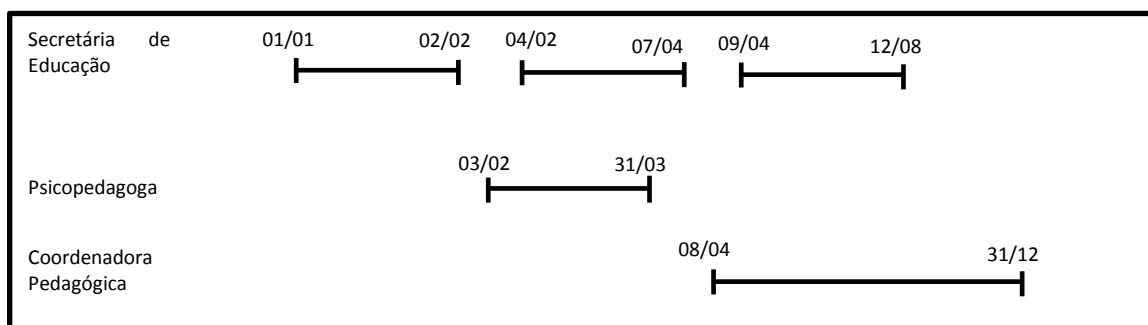 Secretária de 01/01 02/02 04/02 07/04 09/04 12/08
Educação
Psicopedagoga 03/02 31/03
Coordenadora 08/04 31/12
Pedagógica